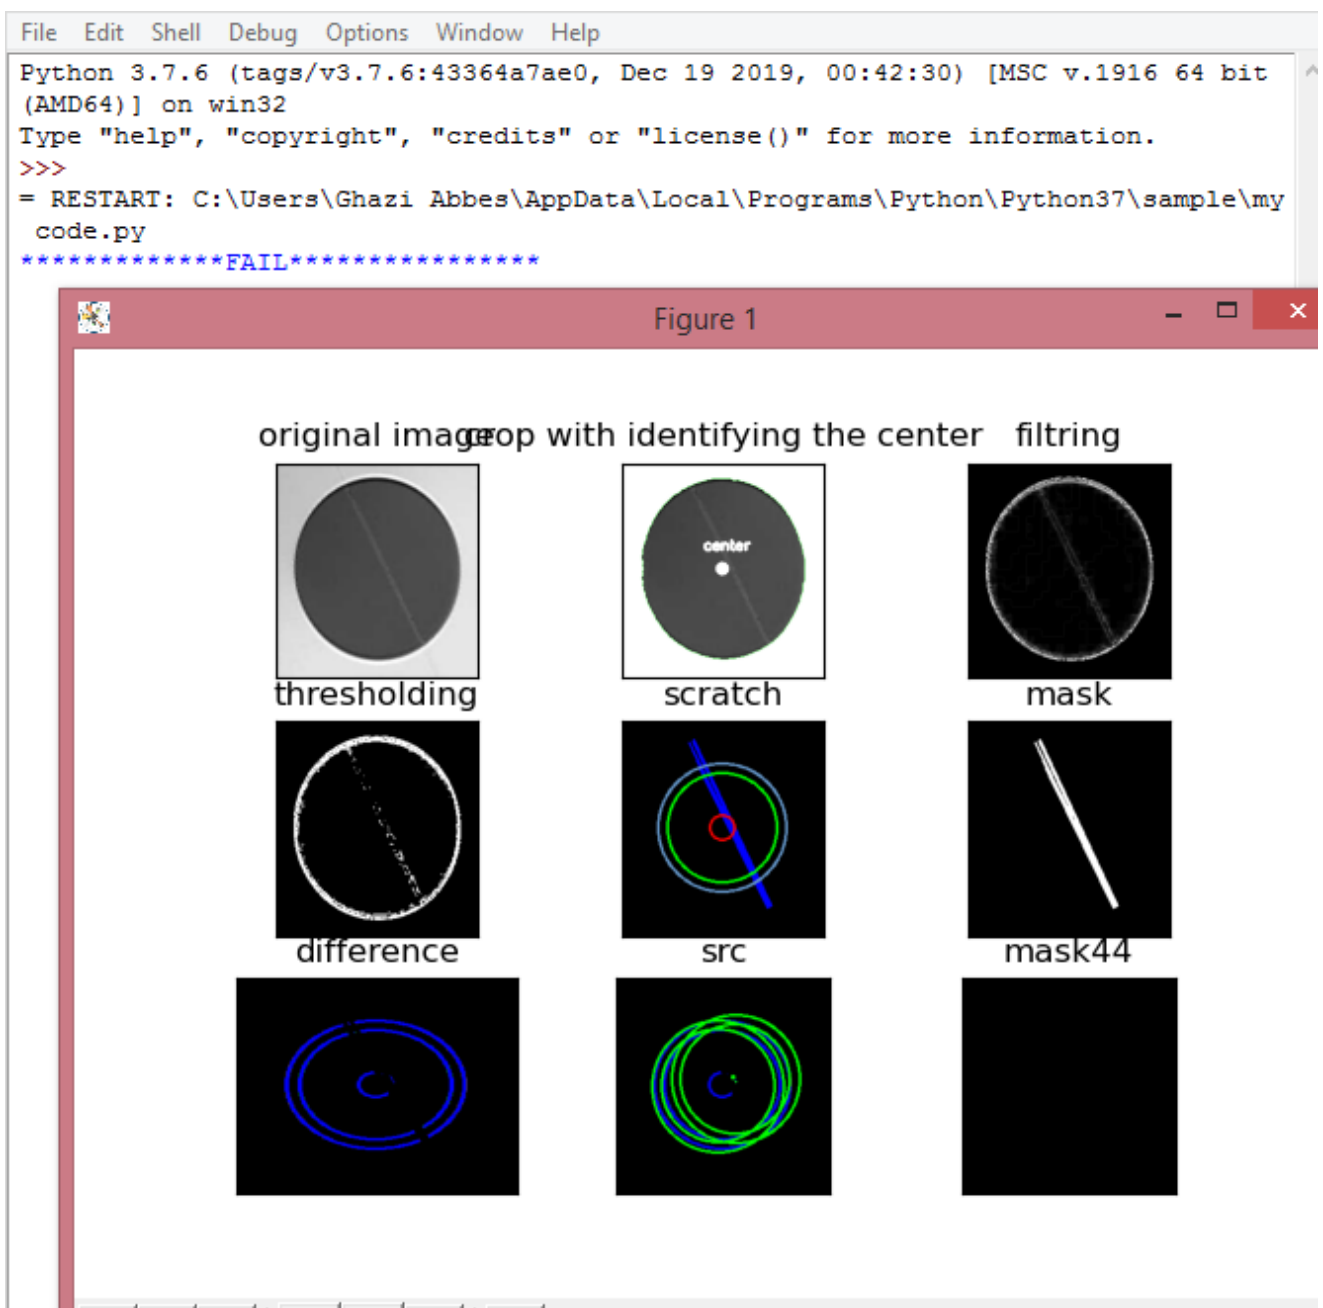 File Edit Shell Debug Options Window Help
Python 3.7.6 (tags/v3.7.6:43364a7ae0, Dec 19 2019, 00:42:30) [MSC v.1916 64 bit
(AMD64)] on win32
Type "help", "copyright", "credits" or "license()" for more information.
>>>
= RESTART: C:\Users\Ghazi Abbes\AppData\Local\Programs\Python\Python37\sample\my
code.py
*************FAIL****************
Figure 1
original image crop with identifying the center filtring
center
thresholding scratch mask
difference src mask44